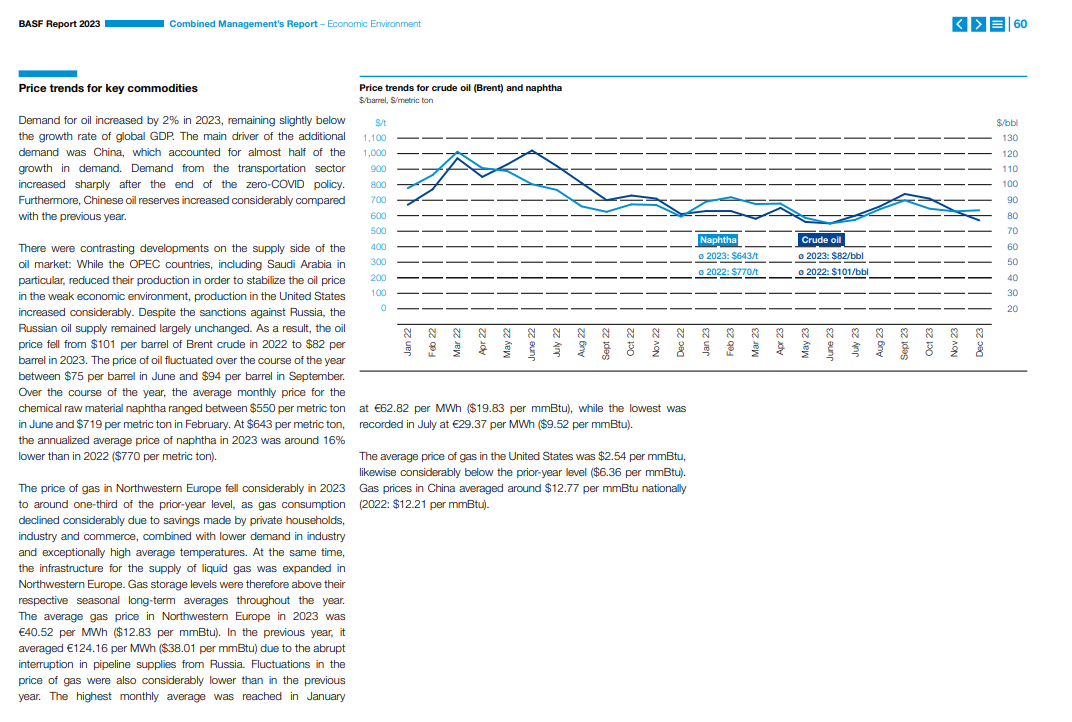 BASF Report 2023 Combined Management's Report – Economic Environment 60
Price trends for key commodities
Demand for oil increased by 2% in 2023, remaining slightly below
the growth rate of global GDP. The main driver of the additional
demand was China, which accounted for almost half of the
growth in demand. Demand from the transportation sector
increased sharply after the end of the zero-COVID policy.
Furthermore, Chinese oil reserves increased considerably compared
with the previous year.
There were contrasting developments on the supply side of the
oil market: While the OPEC countries, including Saudi Arabia in
particular, reduced their production in order to stabilize the oil price
in the weak economic environment, production in the United States
increased considerably. Despite the sanctions against Russia, the
Russian oil supply remained largely unchanged. As a result, the oil
price fell from $101 per barrel of Brent crude in 2022 to $82 per
barrel in 2023. The price of oil fluctuated over the course of the year
between $75 per barrel in June and $94 per barrel in September.
Over the course of the year, the average monthly price for the
chemical raw material naphtha ranged between $550 per metric ton
in June and $719 per metric ton in February. At $643 per metric ton,
the annualized average price of naphtha in 2023 was around 16%
lower than in 2022 ($770 per metric ton).
The price of gas in Northwestern Europe fell considerably in 2023
to around one-third of the prior-year level, as gas consumption
declined considerably due to savings made by private households,
industry and commerce, combined with lower demand in industry
and exceptionally high average temperatures. At the same time,
the infrastructure for the supply of liquid gas was expanded in
Northwestern Europe. Gas storage levels were therefore above their
respective seasonal long-term averages throughout the year.
The average gas price in Northwestern Europe in 2023 was
€40.52 per MWh ($12.83 per mmBtu). In the previous year, it
averaged €124.16 per MWh ($38.01 per mmBtu) due to the abrupt
interruption in pipeline supplies from Russia. Fluctuations in the
price of gas were also considerably lower than in the previous
year. The highest monthly average was reached in January
Price trends for crude oil (Brent) and naphtha
$/barrel, $/metric ton
$/t $/bbl
1,100 130
1,000 120
900 110
800 100
700 90
600 80
500 70
400 60
300 50
200 40
100 30
0 20
Naphtha Crude oil
ø 2023: $643/t ø 2023: $82/bbl
ø 2022: $770/t ø 2022: $101/bbl
Jan 22
Feb 22
Mar 22
Apr 22
May 22
June 22
July 22
Aug 22
Sept 22
Oct 22
Nov 22
Dec 22
Jan 23
Feb 23
Mar 23
Apr 23
May 23
June 23
July 23
Aug 23
Sept 23
Oct 23
Nov 23
Dec 23
at €62.82 per MWh ($19.83 per mmBtu), while the lowest was
recorded in July at €29.37 per MWh ($9.52 per mmBtu).
The average price of gas in the United States was $2.54 per mmBtu,
likewise considerably below the prior-year level ($6.36 per mmBtu).
Gas prices in China averaged around $12.77 per mmBtu nationally
(2022: $12.21 per mmBtu).